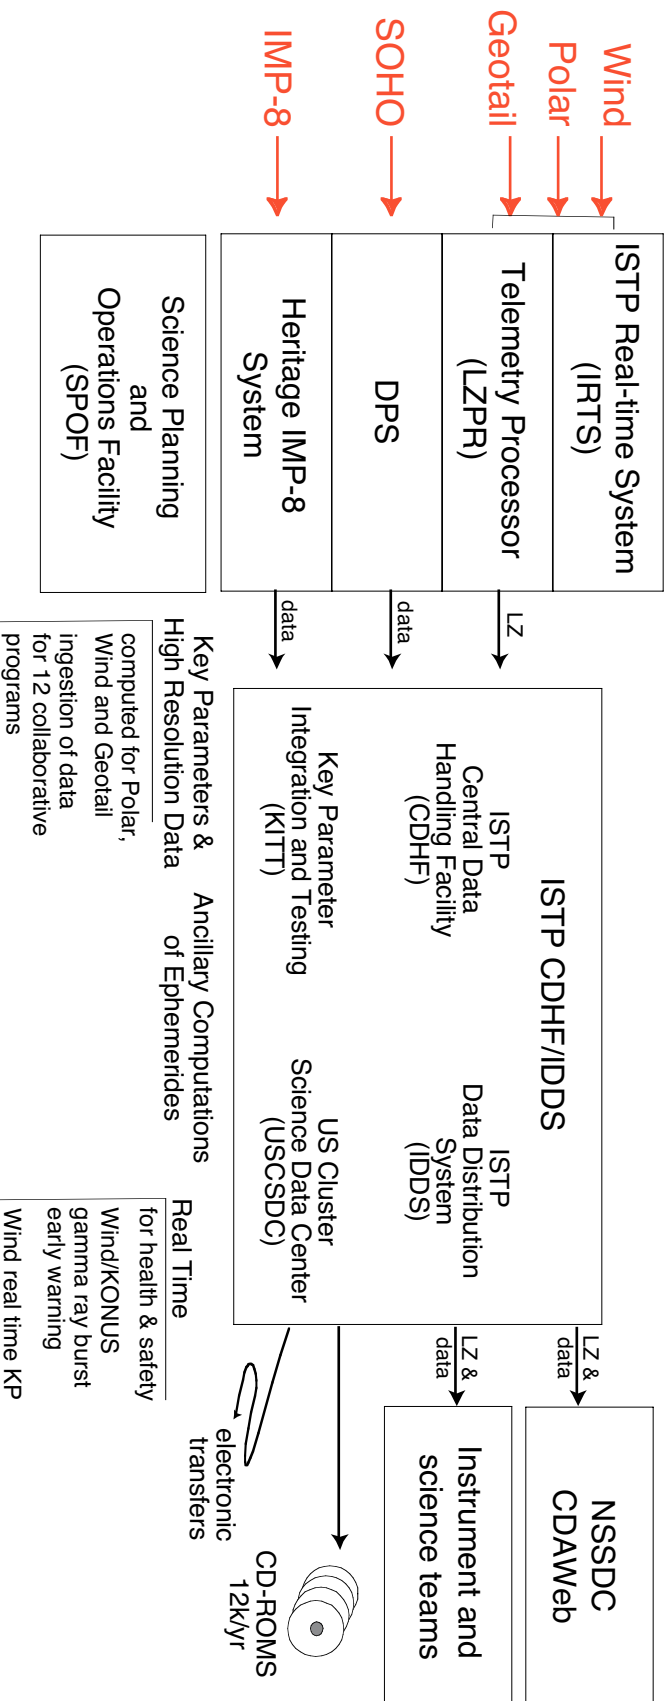 Wind
Polar
Geotail
SOHO
IMP-8
ISTP Real-time System
(IRTS)
Telemetry Processor
(LZPR)
DPS
Heritage IMP-8
System
Science Planning
and
Operations Facility
(SPOF)
LZ
data
data
ISTP CDHF/IDDS
ISTP
Central Data
Handling Facility
(CDHF)
ISTP
Data Distribution
System
(IDDS)
Key Parameter
Integration and Testing
(KITT)
US Cluster
Science Data Center
(USCSDC)
LZ &
data
LZ &
data
NSSDC
CDAWeb
Instrument and
science teams
CD-ROMS
12k/yr
electronic
transfers
Key Parameters &
High Resolution Data
computed for Polar,
Wind and Geotail
ingestion of data
for 12 collaborative
programs
Ancillary Computations
of Ephemerides
Real Time
for health & safety
Wind/KONUS
gamma ray burst
early warning
Wind real time KP